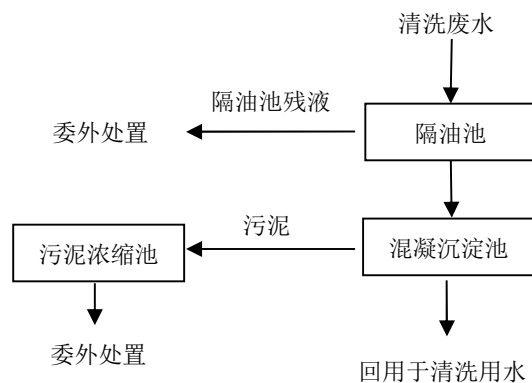 清洗废水
隔油池残液
委外处置
隔油池
污泥
污泥浓缩池
混凝沉淀池
委外处置
回用于清洗用水